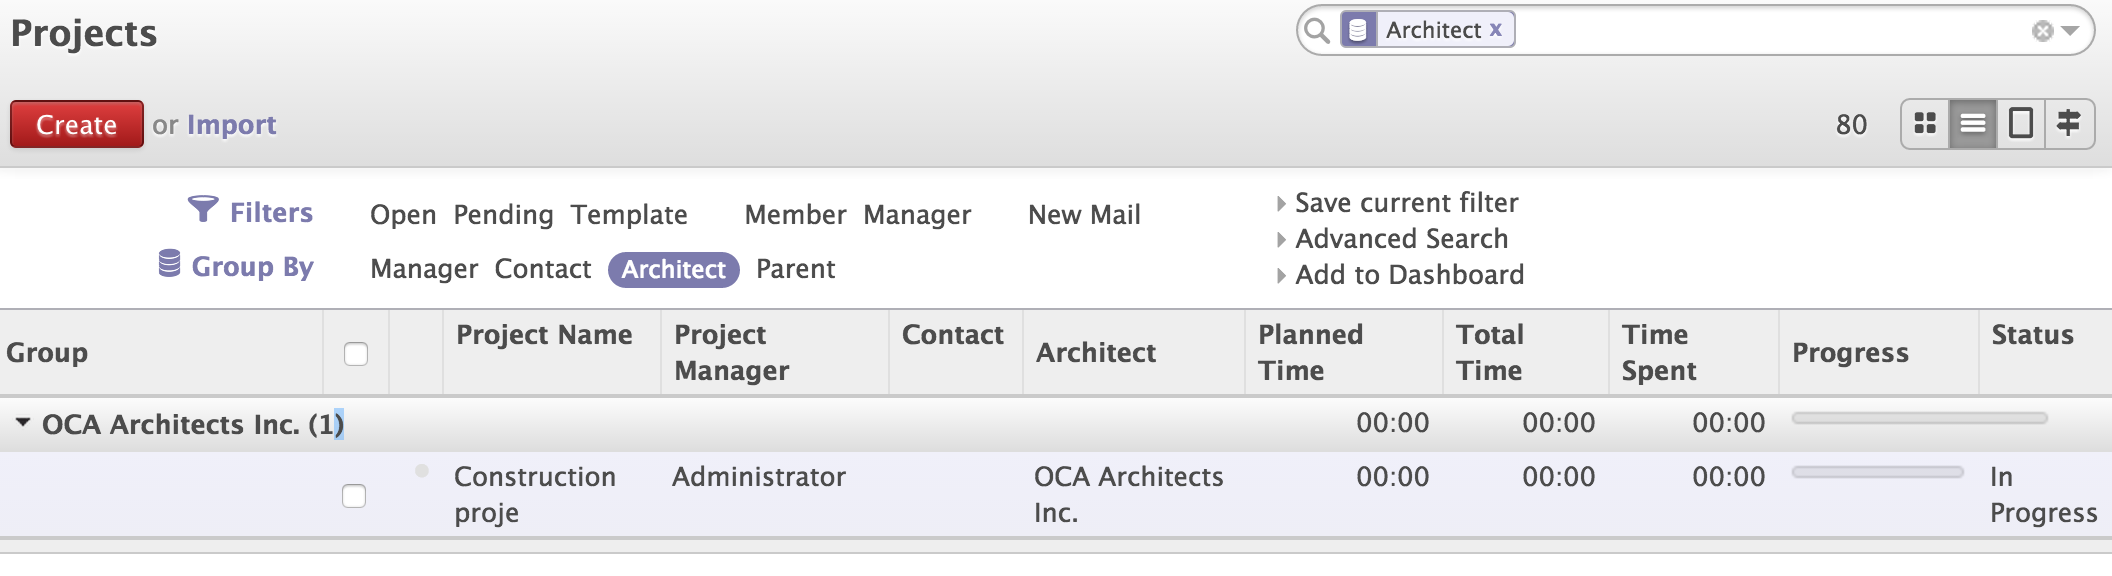 Projects
Architect x
Create or Import
80
Filters Open Pending Template Member Manager New Mail
Group By Manager Contact Architect Parent
Save current filter
Advanced Search
Add to Dashboard
Group Project Name Project Manager Contact Architect Planned Time Total Time Time Spent Progress Status
OCA Architects Inc. (1) 00:00 00:00 00:00
Construction proje Administrator OCA Architects Inc. 00:00 00:00 00:00 In Progress